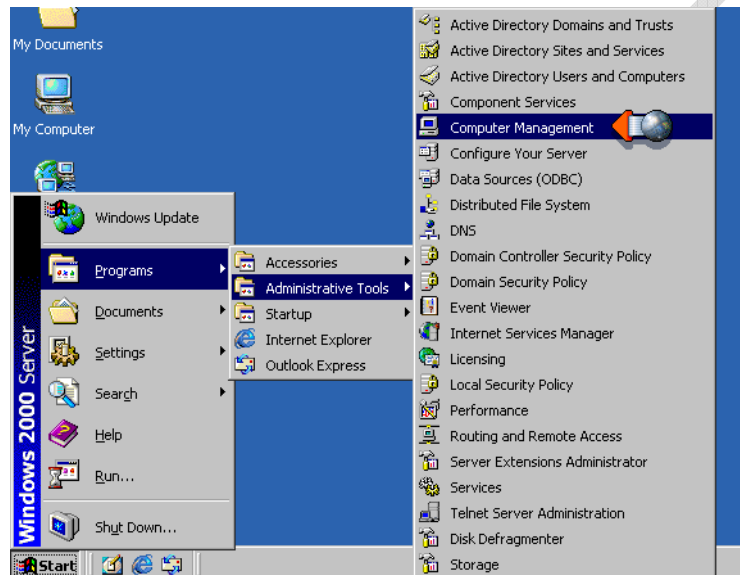 My Documents
My Computer
Windows 2000 Server
Windows Update
Programs
Documents
Settings
Search
Help
Run...
Shut Down...
Start
Accessories
Administrative Tools
Startup
Internet Explorer
Outlook Express
Active Directory Domains and Trusts
Active Directory Sites and Services
Active Directory Users and Computers
Component Services
Computer Management
Configure Your Server
Data Sources (ODBC)
Distributed File System
DNS
Domain Controller Security Policy
Domain Security Policy
Event Viewer
Internet Services Manager
Licensing
Local Security Policy
Performance
Routing and Remote Access
Server Extensions Administrator
Services
Telnet Server Administration
Disk Defragmenter
Storage